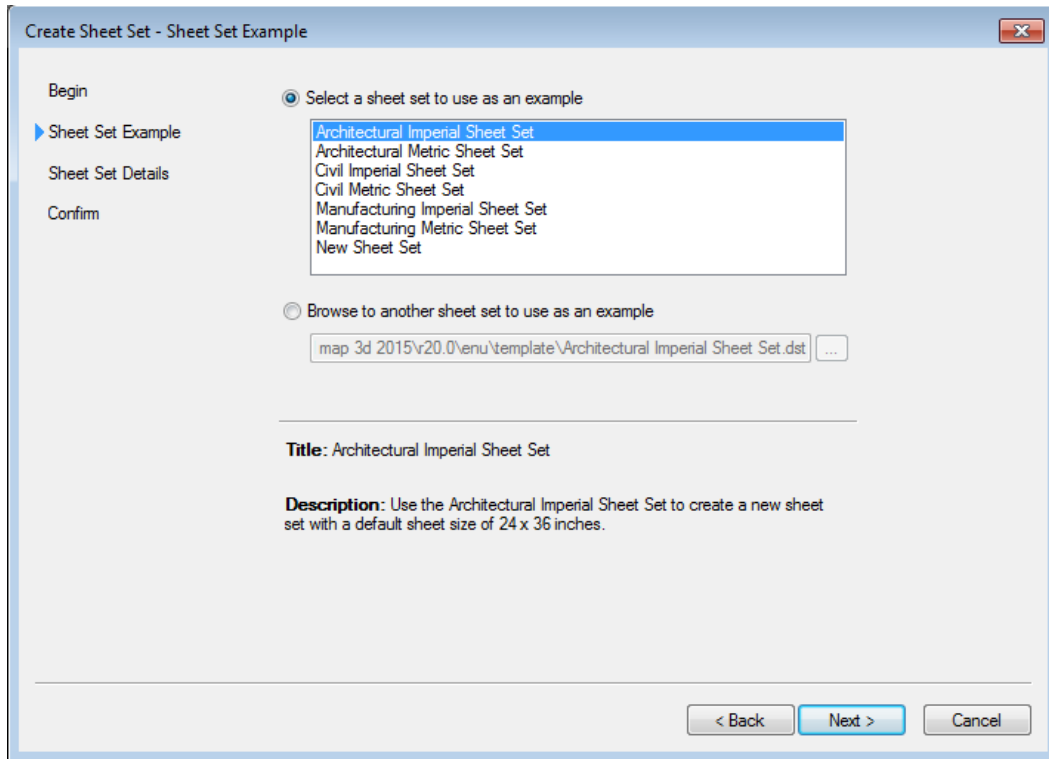 Create Sheet Set - Sheet Set Example
Begin
Sheet Set Example
Sheet Set Details
Confirm
Select a sheet set to use as an example
Architectural Imperial Sheet Set
Architectural Metric Sheet Set
Civil Imperial Sheet Set
Civil Metric Sheet Set
Manufacturing Imperial Sheet Set
Manufacturing Metric Sheet Set
New Sheet Set
Browse to another sheet set to use as an example
map 3d 2015\r20.0\enu\template\Architectural Imperial Sheet Set.dst
...
Title: Architectural Imperial Sheet Set
Description: Use the Architectural Imperial Sheet Set to create a new sheet
set with a default sheet size of 24 x 36 inches.
< Back
Next >
Cancel